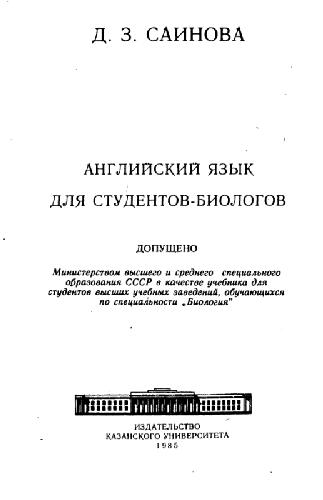 Д. З. САИНОВА
АНГЛИЙСКИЙ ЯЗЫК
ДЛЯ СТУДЕНТОВ-БИОЛОГОВ
ДОПУЩЕНО
Министерством высшего и среднего специального
образования СССР в качестве учебника для
студентов высших учебных заведений, обучающихся
по специальности „Биология"
ИЗДАТЕЛЬСТВО
КАЗАНСКОГО УНИВЕРСИТЕТА
1985